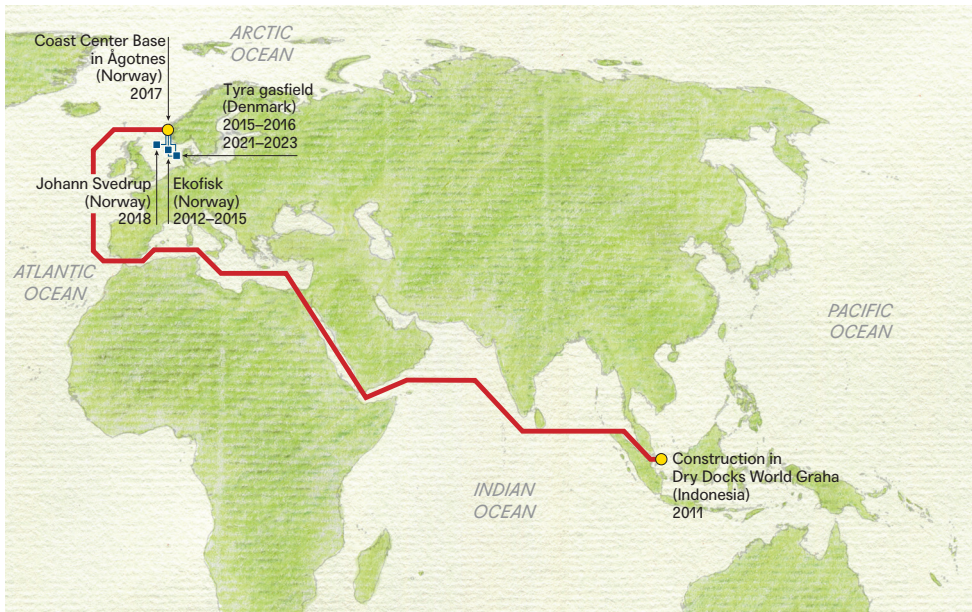 ARCTIC
OCEAN
Coast Center Base
in Ågotnes
(Norway)
2017
Tyra gasfield
(Denmark)
2015–2016
2021–2023
Johann Svedrup
(Norway)
2018
Ekofisk
(Norway)
2012–2015
ATLANTIC
OCEAN
PACIFIC
OCEAN
INDIAN
OCEAN
Construction in
Dry Docks World Graha
(Indonesia)
2011